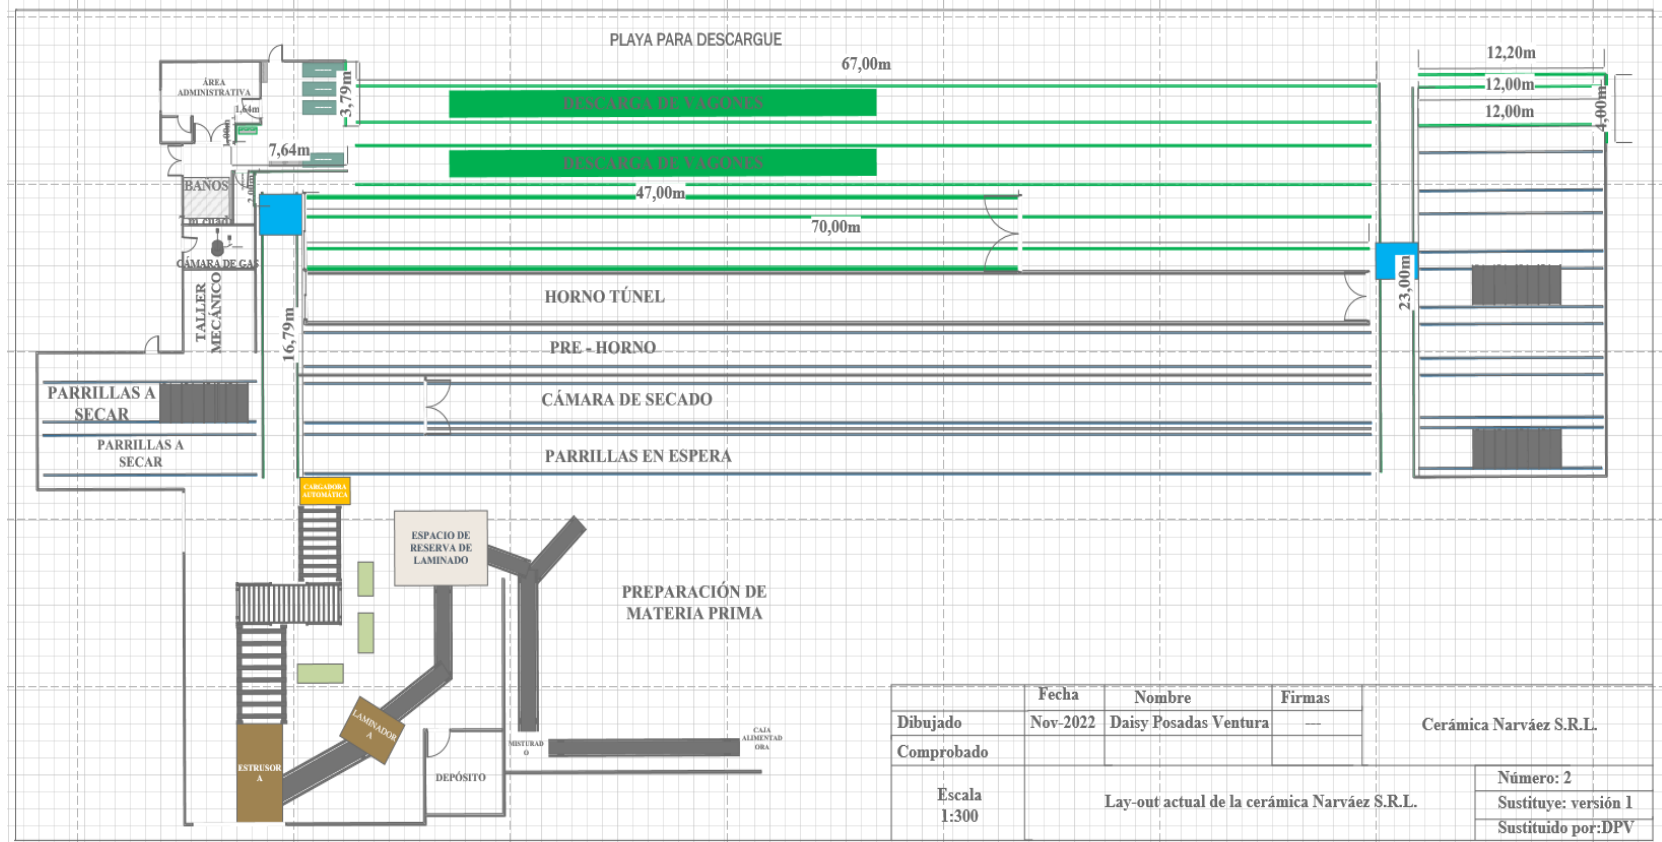 PLAYA PARA DESCARGUE
67,00m
12,20m
ÁREA
ADMINISTRATIVA
3,79m
DESCARGA DE VAGONES
12,00m
12,00m
4,00m
1,64m
7,64m
DESCARGA DE VAGONES
BAÑOS
47,00m
70,00m
CÁMARA DE GAS
TALLER
MECÁNICO
16,79m
23,00m
HORNO TÚNEL
PRE - HORNO
CÁMARA DE SECADO
PARRILLAS EN ESPERA
PARRILLAS A
SECAR
PARRILLAS A
SECAR
CARGADORA
AUTOMÁTICA
ESPACIO DE
RESERVA DE
LAMINADO
PREPARACIÓN DE
MATERIA PRIMA
LAMINADOR
A
ESTRUSOR
A
DEPÓSITO
MISTURAD
O
CAJA
ALIMENTAD
ORA
Fecha Nombre Firmas
Dibujado Nov-2022 Daisy Posadas Ventura ---
Comprobado
Cerámica Narváez S.R.L.
Escala
1:300
Lay-out actual de la cerámica Narváez S.R.L.
Número: 2
Sustituye: versión 1
Sustituido por:DPV